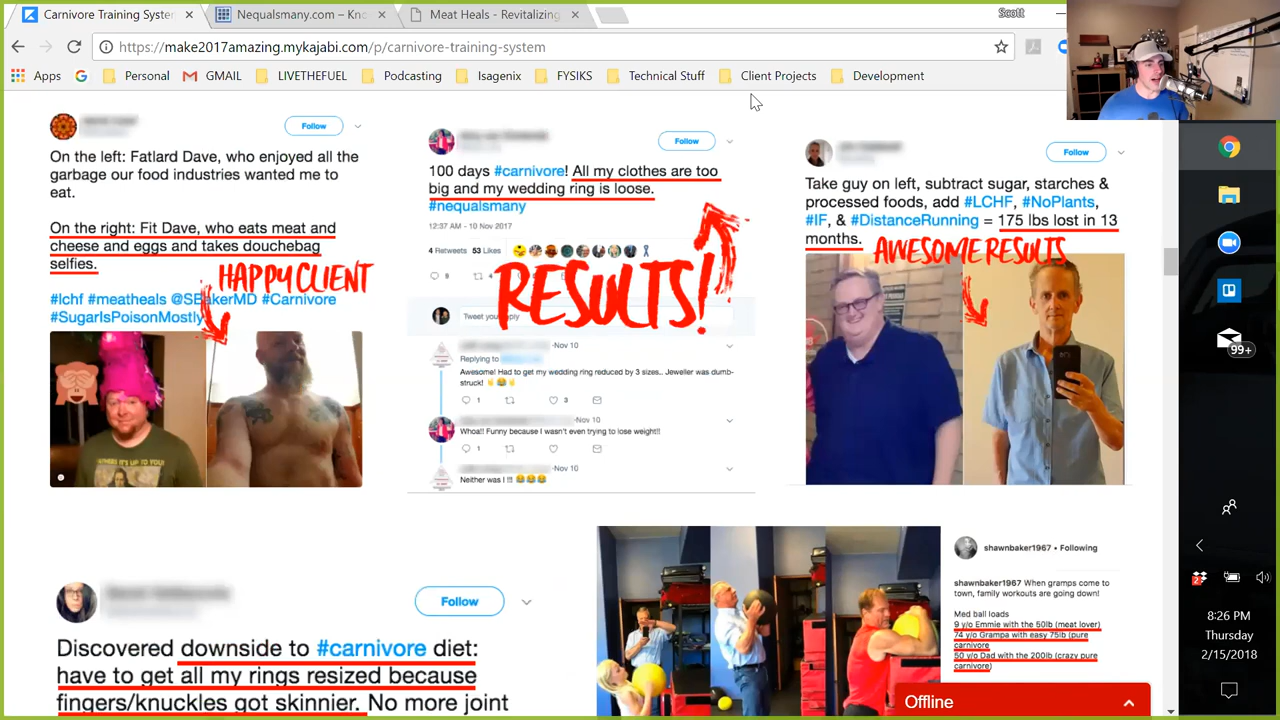 Carnivore Training Syster
Nequalsmany.com – Kno
Meat Heals - Revitalizing
Scott
https://make2017amazing.mykajabi.com/p/carnivore-training-system
Apps
Personal
GMAIL
LIVETHEFUEL
Podcasting
Isagenix
FYSIKS
Technical Stuff
Client Projects
Development
Follow
On the left: Fatlard Dave, who enjoyed all the
garbage our food industries wanted me to
eat.
On the right: Fit Dave, who eats meat and
cheese and eggs and takes douchebag
selfies.
HAPPY CLIENT
#lchf #meatheals @SBakerMD #Carnivore
#SugarIsPoisonMostly
Follow
100 days #carnivore! All my clothes are too
big and my wedding ring is loose.
#nequalsmany
12:37 AM - 10 Nov 2017
4 Retweets 53 Likes
9
RESULTS!
Tweet your reply
· Nov 10
Replying to
Awesome! Had to get my wedding ring reduced by 3 sizes.. Jeweller was dumb-
struck!
1
3
· Nov 10
Whoa!! Funny because I wasn't even trying to lose weight!!
1
· Nov 10
Neither was I !!!
Follow
Take guy on left, subtract sugar, starches &
processed foods, add #LCHF, #NoPlants,
#IF, & #DistanceRunning = 175 lbs lost in 13
months.
AWESOME RESULTS
Follow
Discovered downside to #carnivore diet:
have to get all my rings resized because
fingers/knuckles got skinnier. No more joint
shawnbaker1967 • Following
shawnbaker1967 When gramps come to
town, family workouts are going down!
Med ball loads
9 y/o Emmie with the 50lb (meat lover)
74 y/o Grampa with easy 75lb (pure
carnivore)
50 y/o Dad with the 200lb (crazy pure
carnivore)
Offline
99+
2
8:26 PM
Thursday
2/15/2018